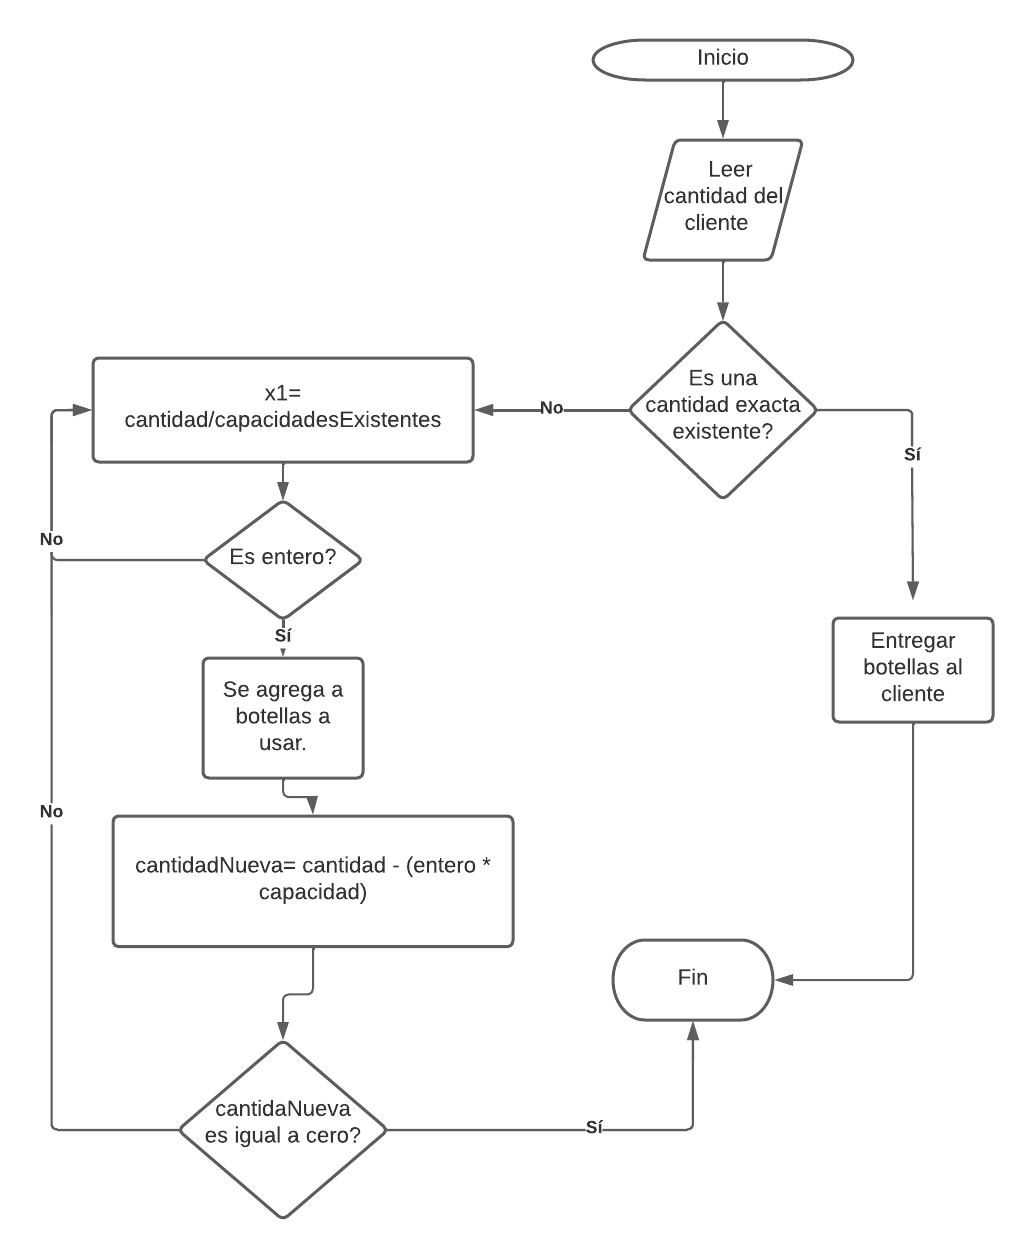 Inicio
Leer
cantidad del
cliente
Es una
cantidad exacta
existente?
No
Sí
x1=
cantidad/capacidadesExistentes
No
Es entero?
Sí
Entregar
botellas al
cliente
Se agrega a
botellas a
usar.
No
cantidadNueva= cantidad - (entero *
capacidad)
Fin
cantidaNueva
es igual a cero?
Sí